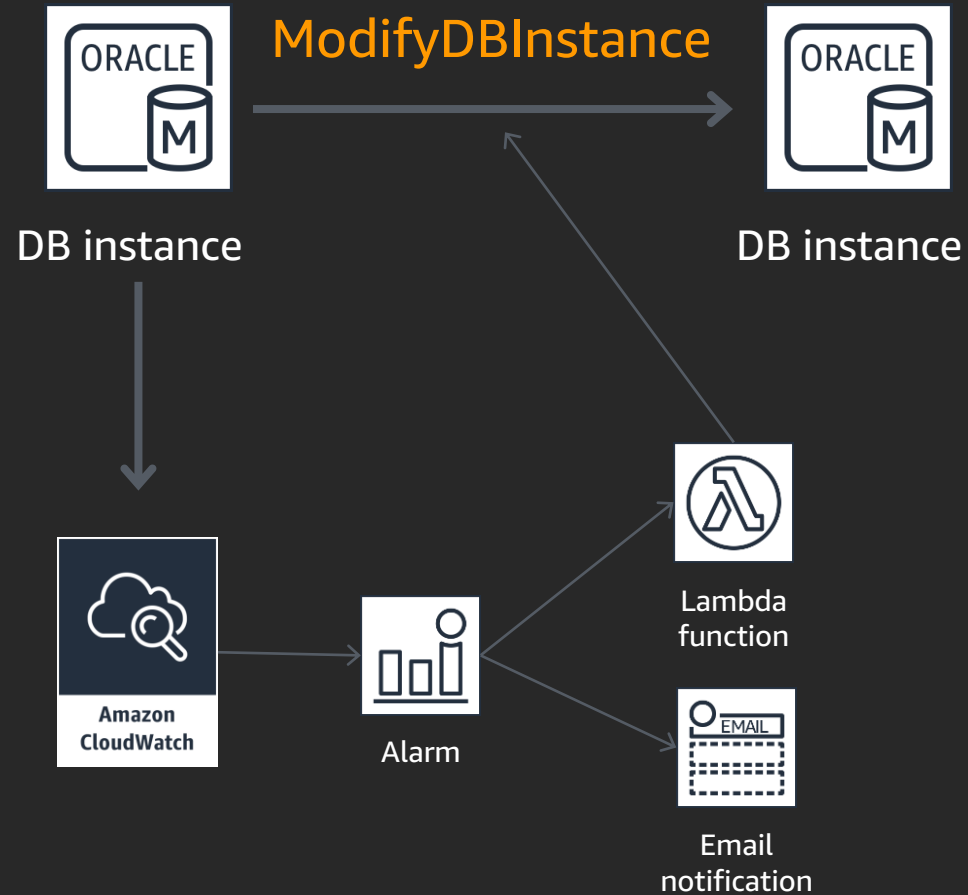 ModifyDBInstance
ORACLE
M
ORACLE
M
DB instance
DB instance
Lambda
function
Amazon
CloudWatch
Alarm
EMAIL
Email
notification